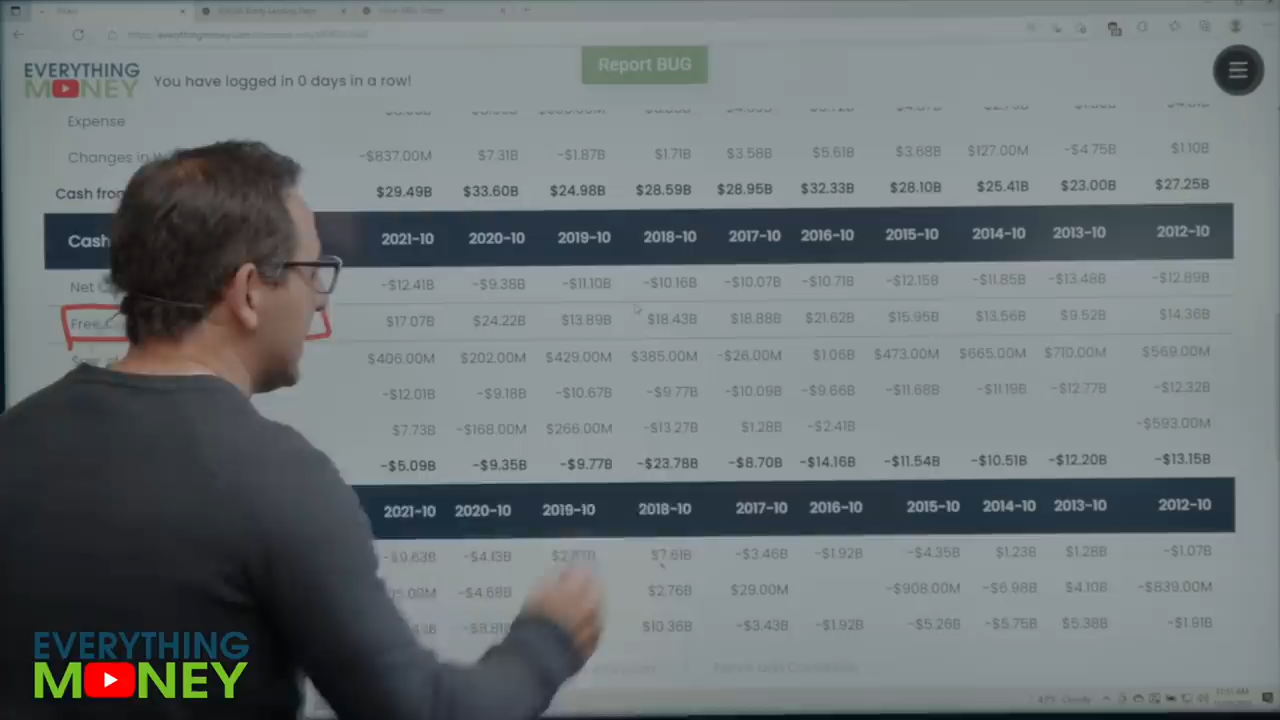 EVERYTHING
MONEY
You have logged in 0 days in a row!
Report BUG
Expense
Changes in -$837.00M $7.31B -$1.87B $1.71B $3.58B $5.61B $3.68B $127.00M -$4.75B $1.10B
Cash from $29.49B $33.60B $24.98B $28.59B $28.95B $32.33B $28.10B $25.41B $23.00B $27.25B
Cash 2021-10 2020-10 2019-10 2018-10 2017-10 2016-10 2015-10 2014-10 2013-10 2012-10
Net -$12.41B -$9.38B -$11.10B -$10.16B -$10.07B -$10.71B -$12.15B -$11.85B -$13.48B -$12.89B
Free $17.07B $24.22B $13.89B $18.43B $18.88B $21.62B $15.95B $13.56B $9.52B $14.36B
$406.00M $202.00M $429.00M $385.00M -$26.00M $1.06B $473.00M $665.00M $710.00M $569.00M
-$12.01B -$9.18B -$10.67B -$9.77B -$10.09B -$9.66B -$11.68B -$11.19B -$12.77B -$12.32B
$7.73B -$168.00M $266.00M -$13.27B $1.28B -$2.41B -$593.00M
-$5.09B -$9.35B -$9.77B -$23.78B -$8.70B -$14.16B -$11.54B -$10.51B -$12.20B -$13.15B
2021-10 2020-10 2019-10 2018-10 2017-10 2016-10 2015-10 2014-10 2013-10 2012-10
-$9.63B -$4.13B $7.61B -$3.46B -$1.92B -$4.35B $1.23B $1.28B -$1.07B
-$4.68B $2.76B $29.00M -$908.00M -$6.98B $4.10B -$839.00M
$10.36B -$3.43B -$1.92B -$5.26B -$5.75B $5.38B -$1.91B
EVERYTHING
MONEY